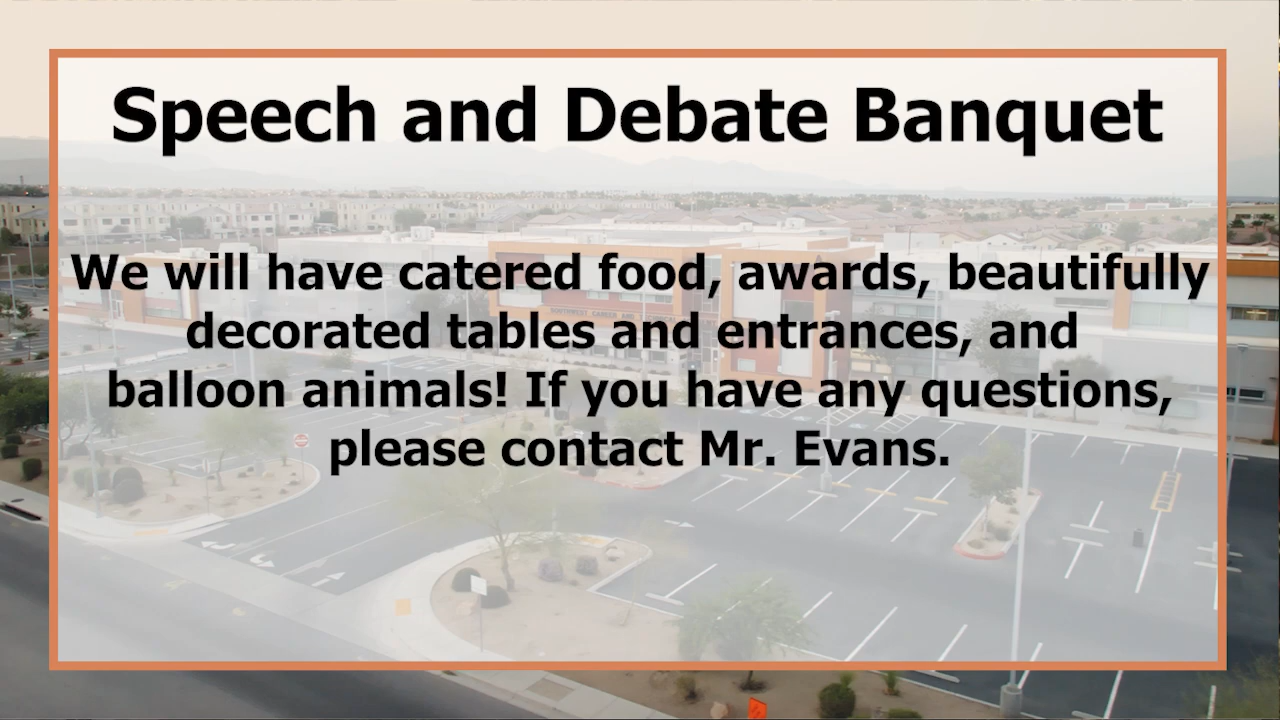 Speech and Debate Banquet
We will have catered food, awards, beautifully
decorated tables and entrances, and
balloon animals! If you have any questions,
please contact Mr. Evans.